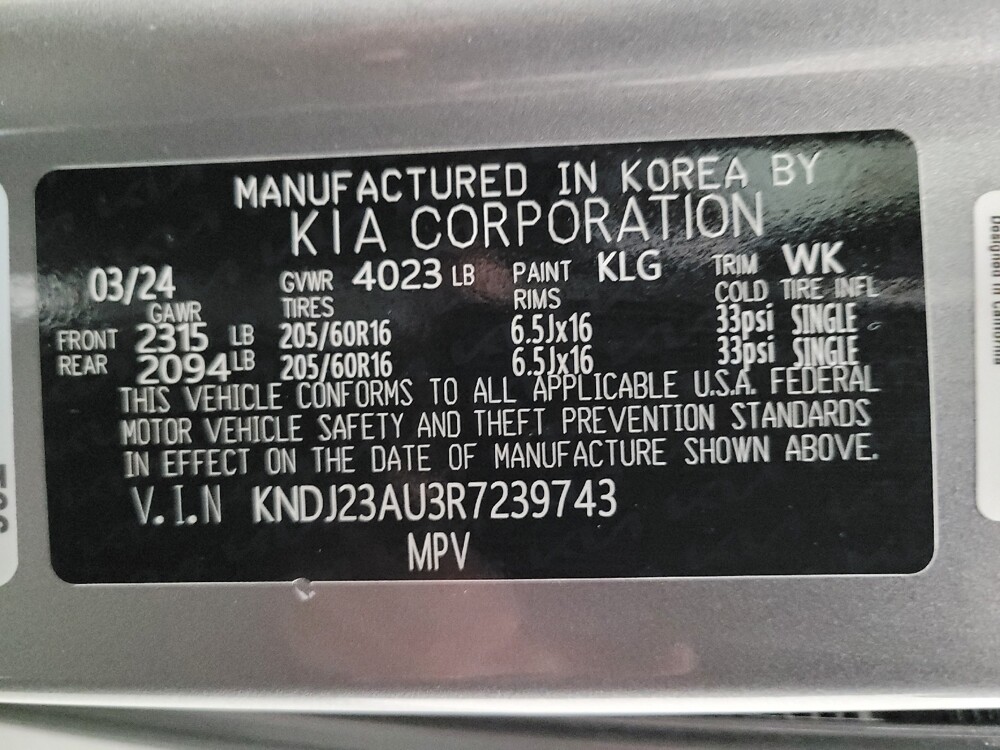 MANUFACTURED IN KOREA BY
KIA CORPORATION
03/24 GVWR 4023 LB PAINT KLG TRIM WK
GAWR TIRES RIMS COLD TIRE INFL
FRONT 2315 LB 205/60R16 6.5Jx16 33psi SINGLE
REAR 2094 LB 205/60R16 6.5Jx16 33psi SINGLE
THIS VEHICLE CONFORMS TO ALL APPLICABLE U.S.A. FEDERAL
MOTOR VEHICLE SAFETY AND THEFT PREVENTION STANDARDS
IN EFFECT ON THE DATE OF MANUFACTURE SHOWN ABOVE.
V.I.N KNDJ23AU3R7239743
MPV
Designed in California